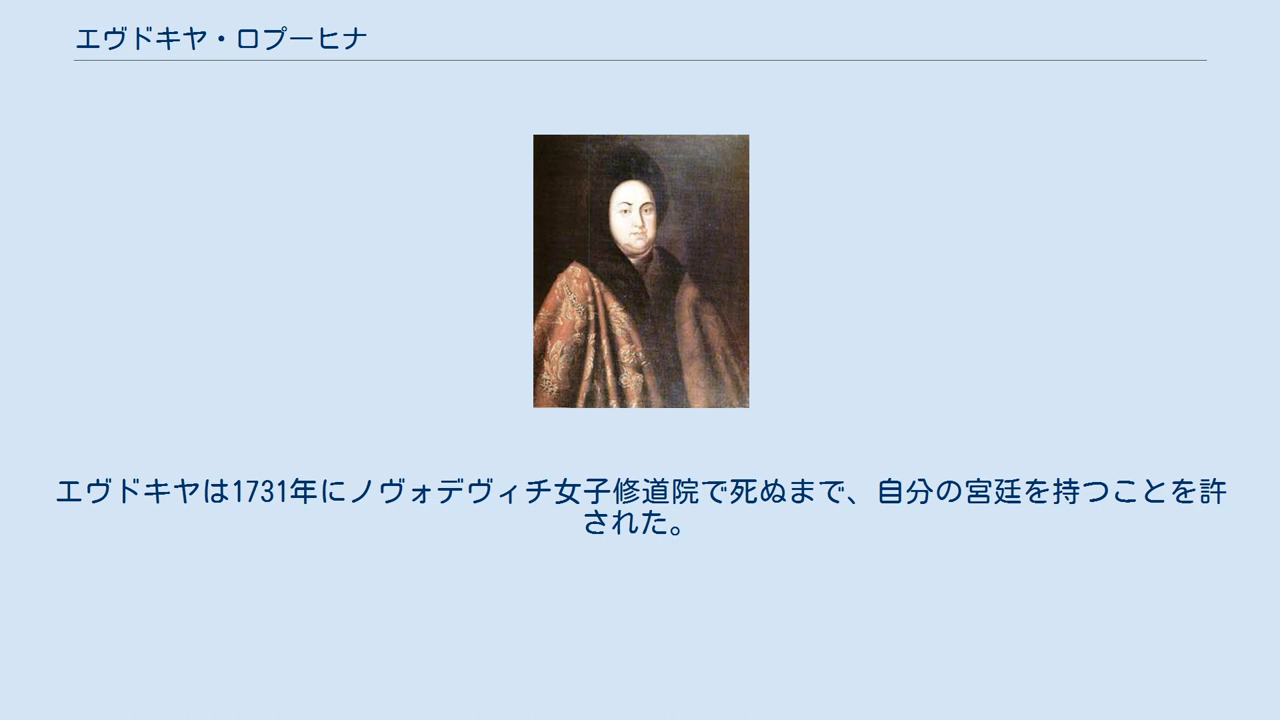 エヴドキヤ・ロプーヒナ
エヴドキヤは1731年にノヴォデヴィチ女子修道院で死ぬまで、自分の宮廷を持つことを許
された。